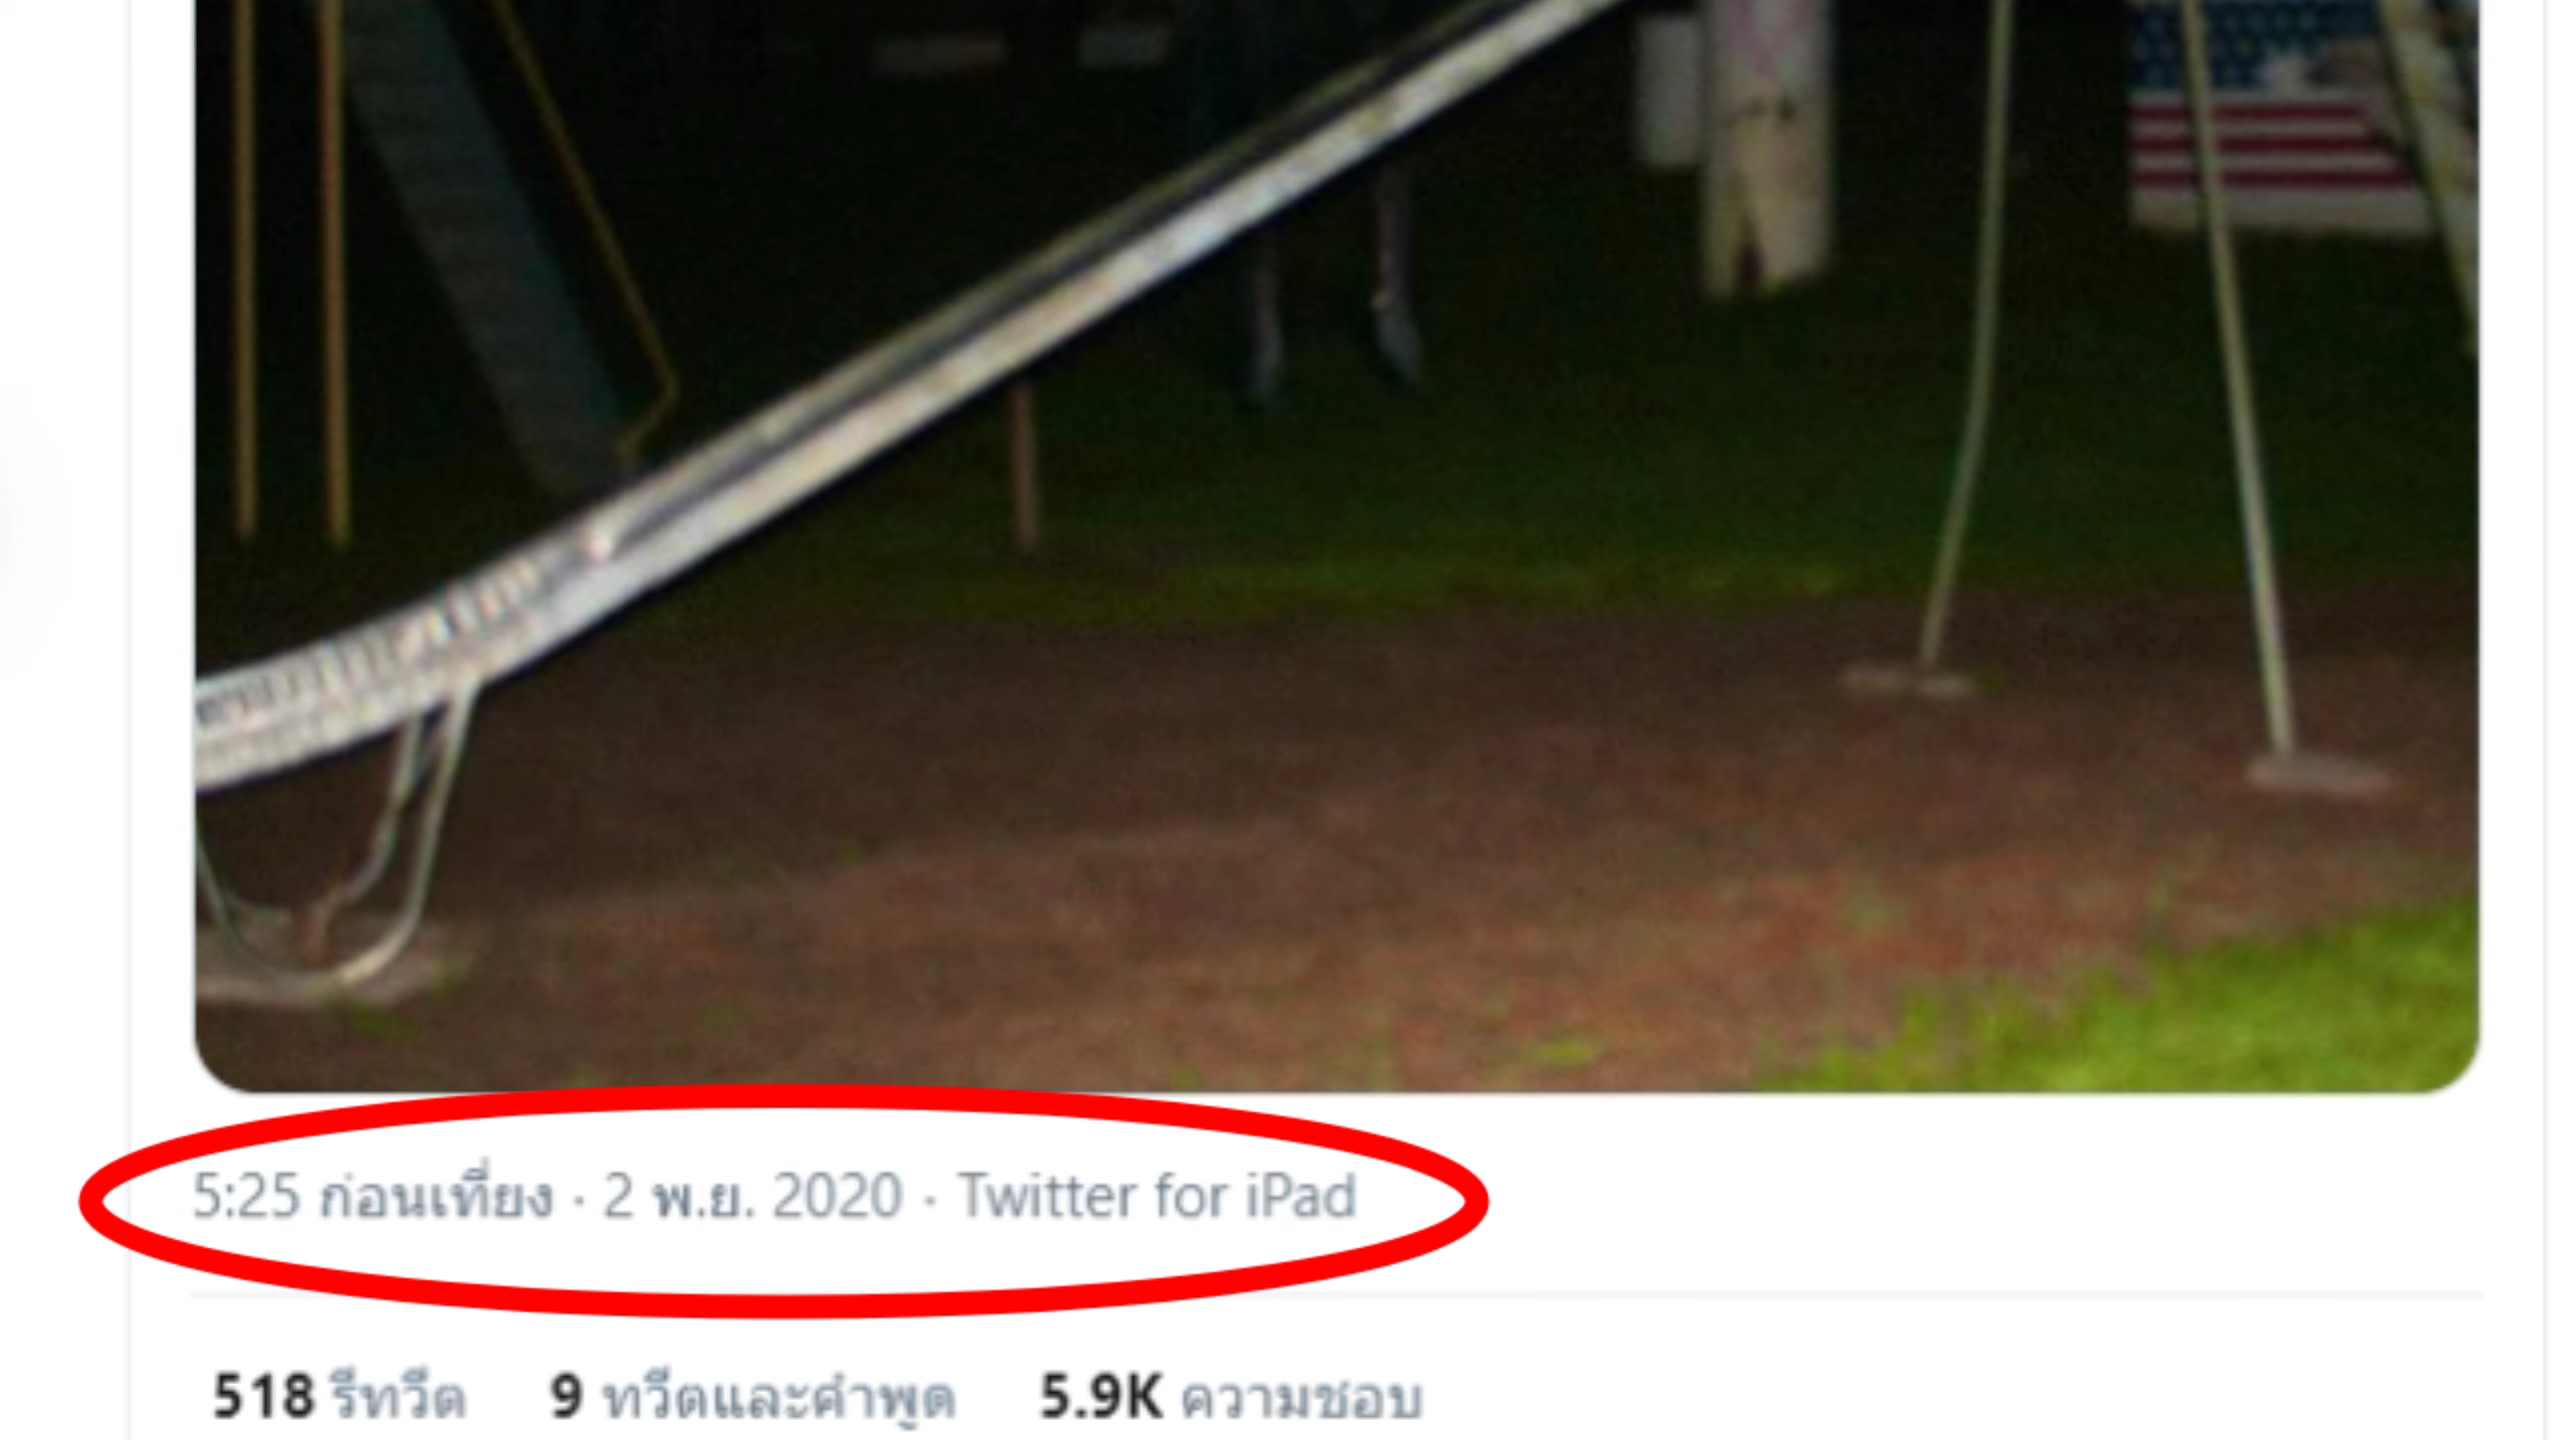 5:25 ก่อนเที่ยง · 2 พ.ย. 2020 · Twitter for iPad
518 รีทวีต 9 ทวีตและคำพูด 5.9K ความชอบ